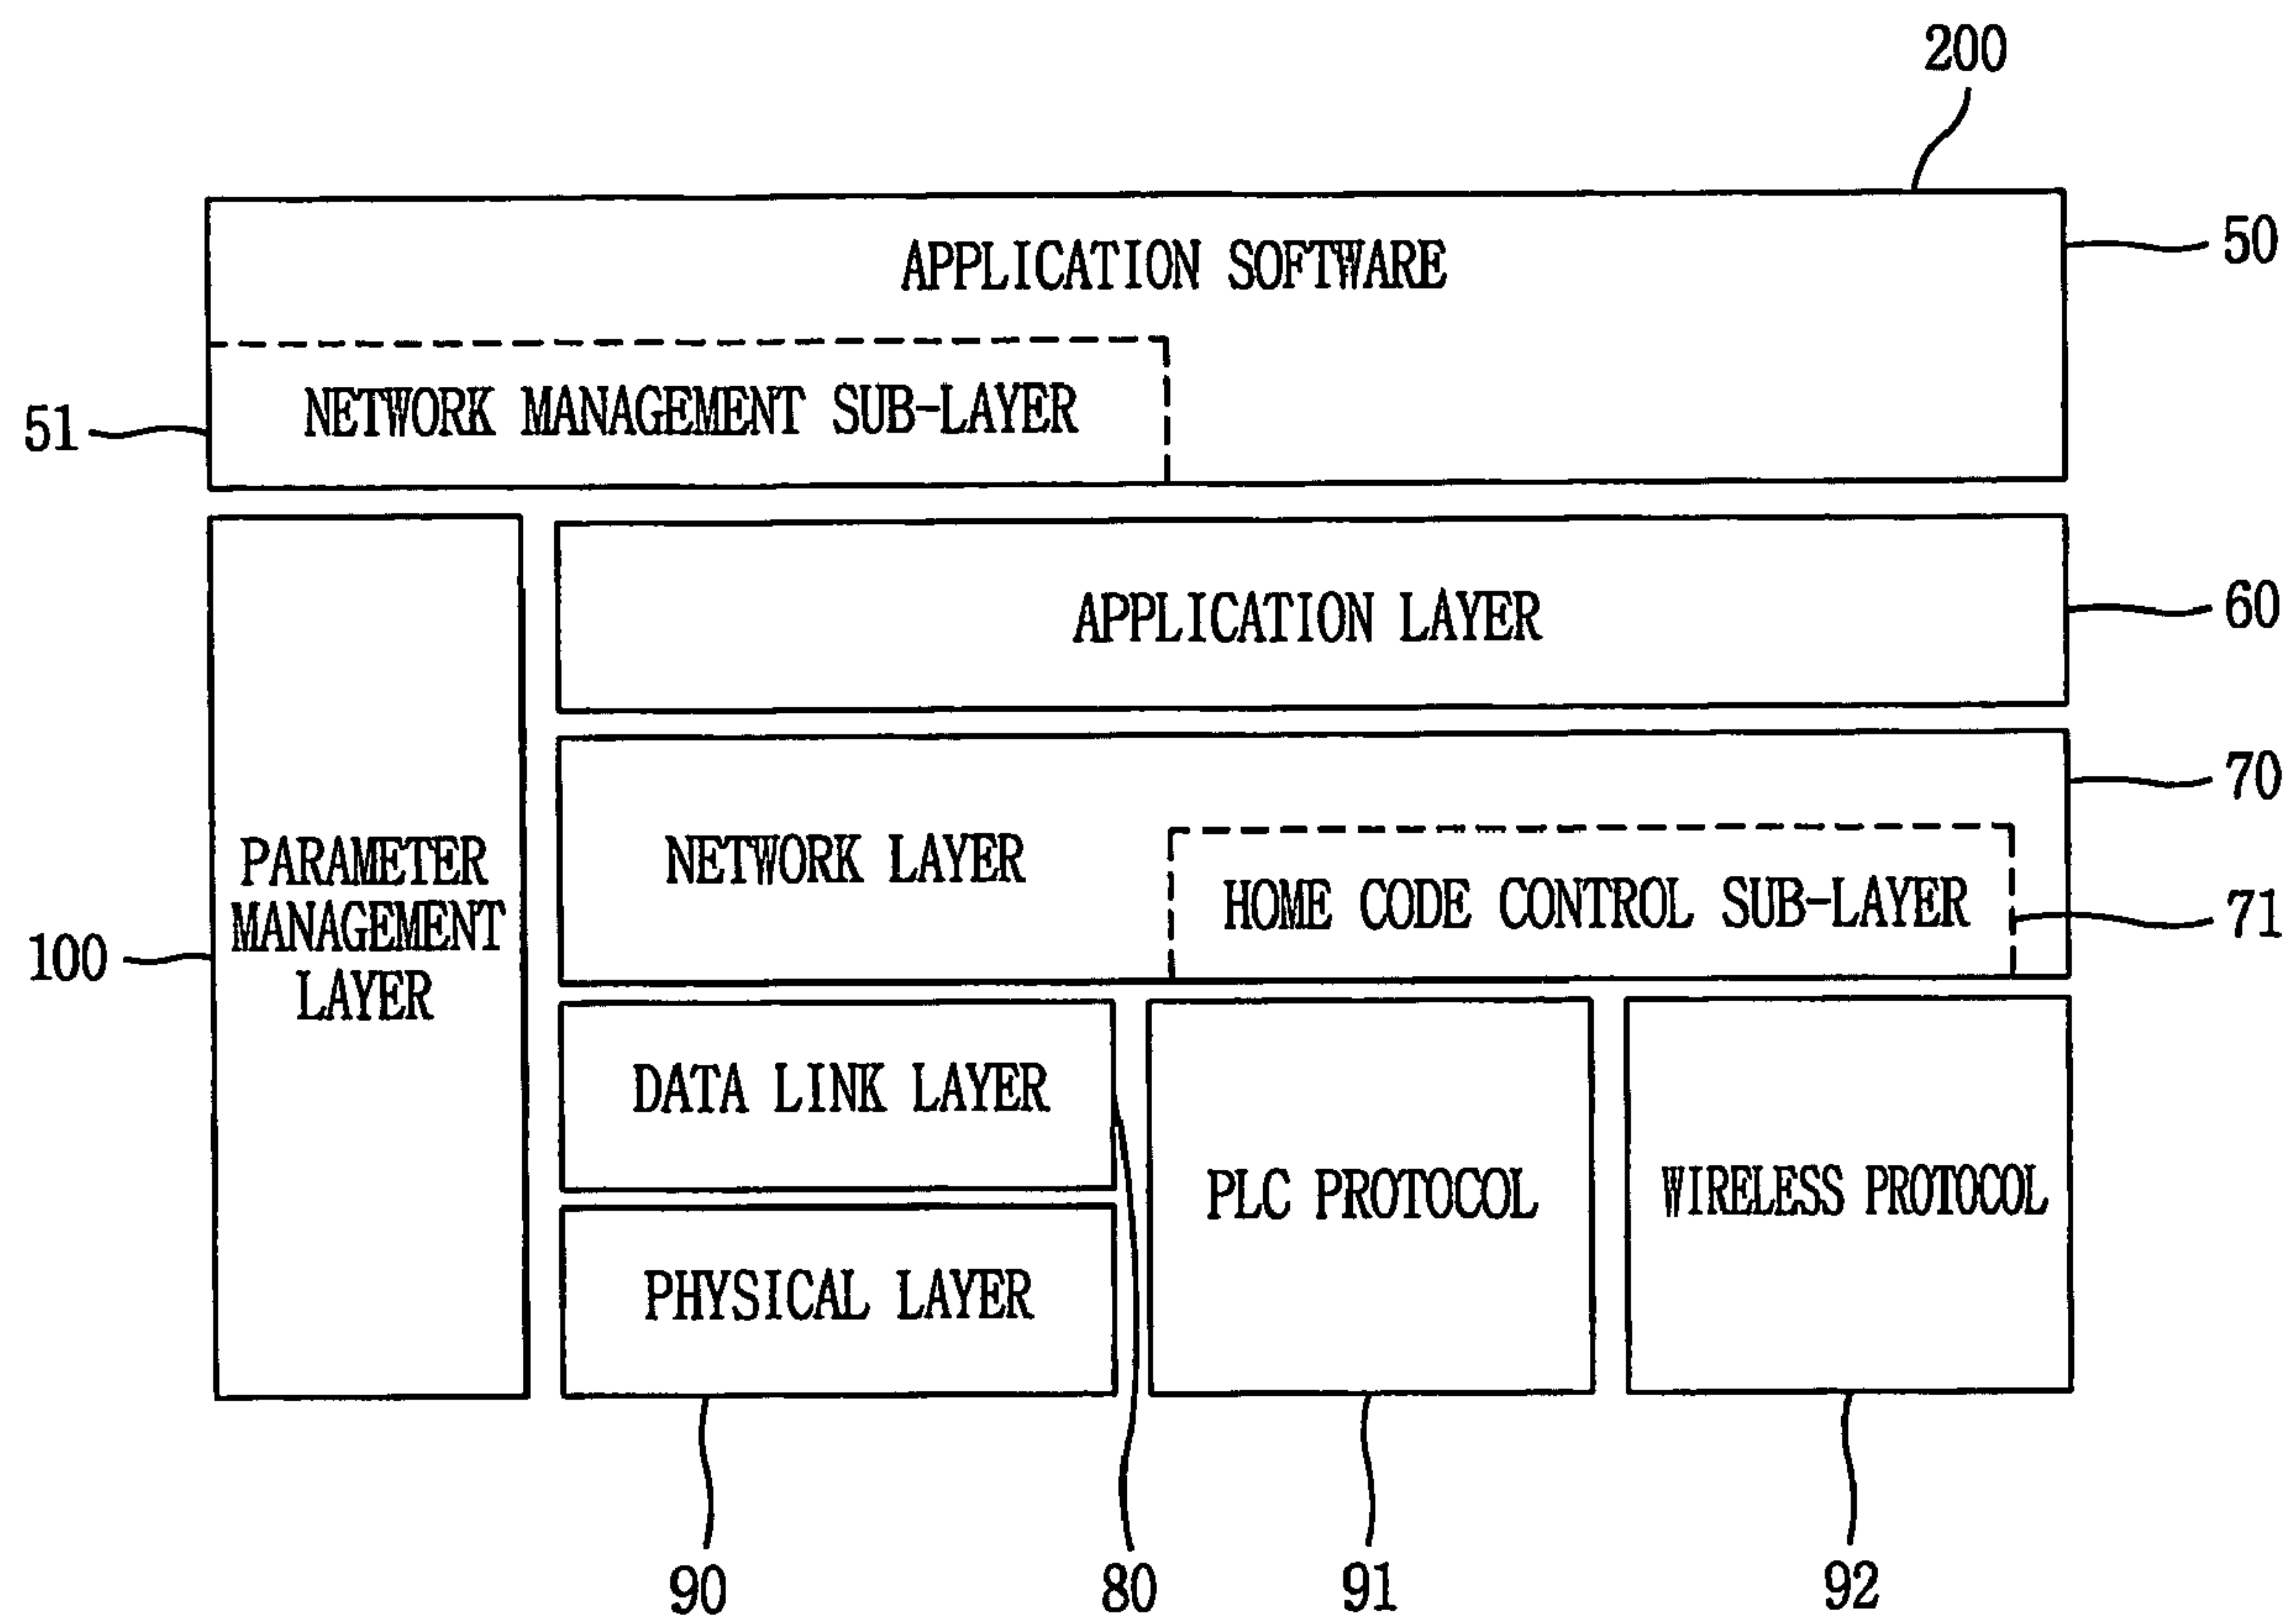 200
APPLICATION SOFTWARE
50
NETWORK MANAGEMENT SUB-LAYER
51
APPLICATION LAYER
60
PARAMETER
MANAGEMENT
LAYER
100
NETWORK LAYER
70
HOME CODE CONTROL SUB-LAYER
71
DATA LINK LAYER
PLC PROTOCOL
WIRELESS PROTOCOL
PHYSICAL LAYER
90
80
91
92